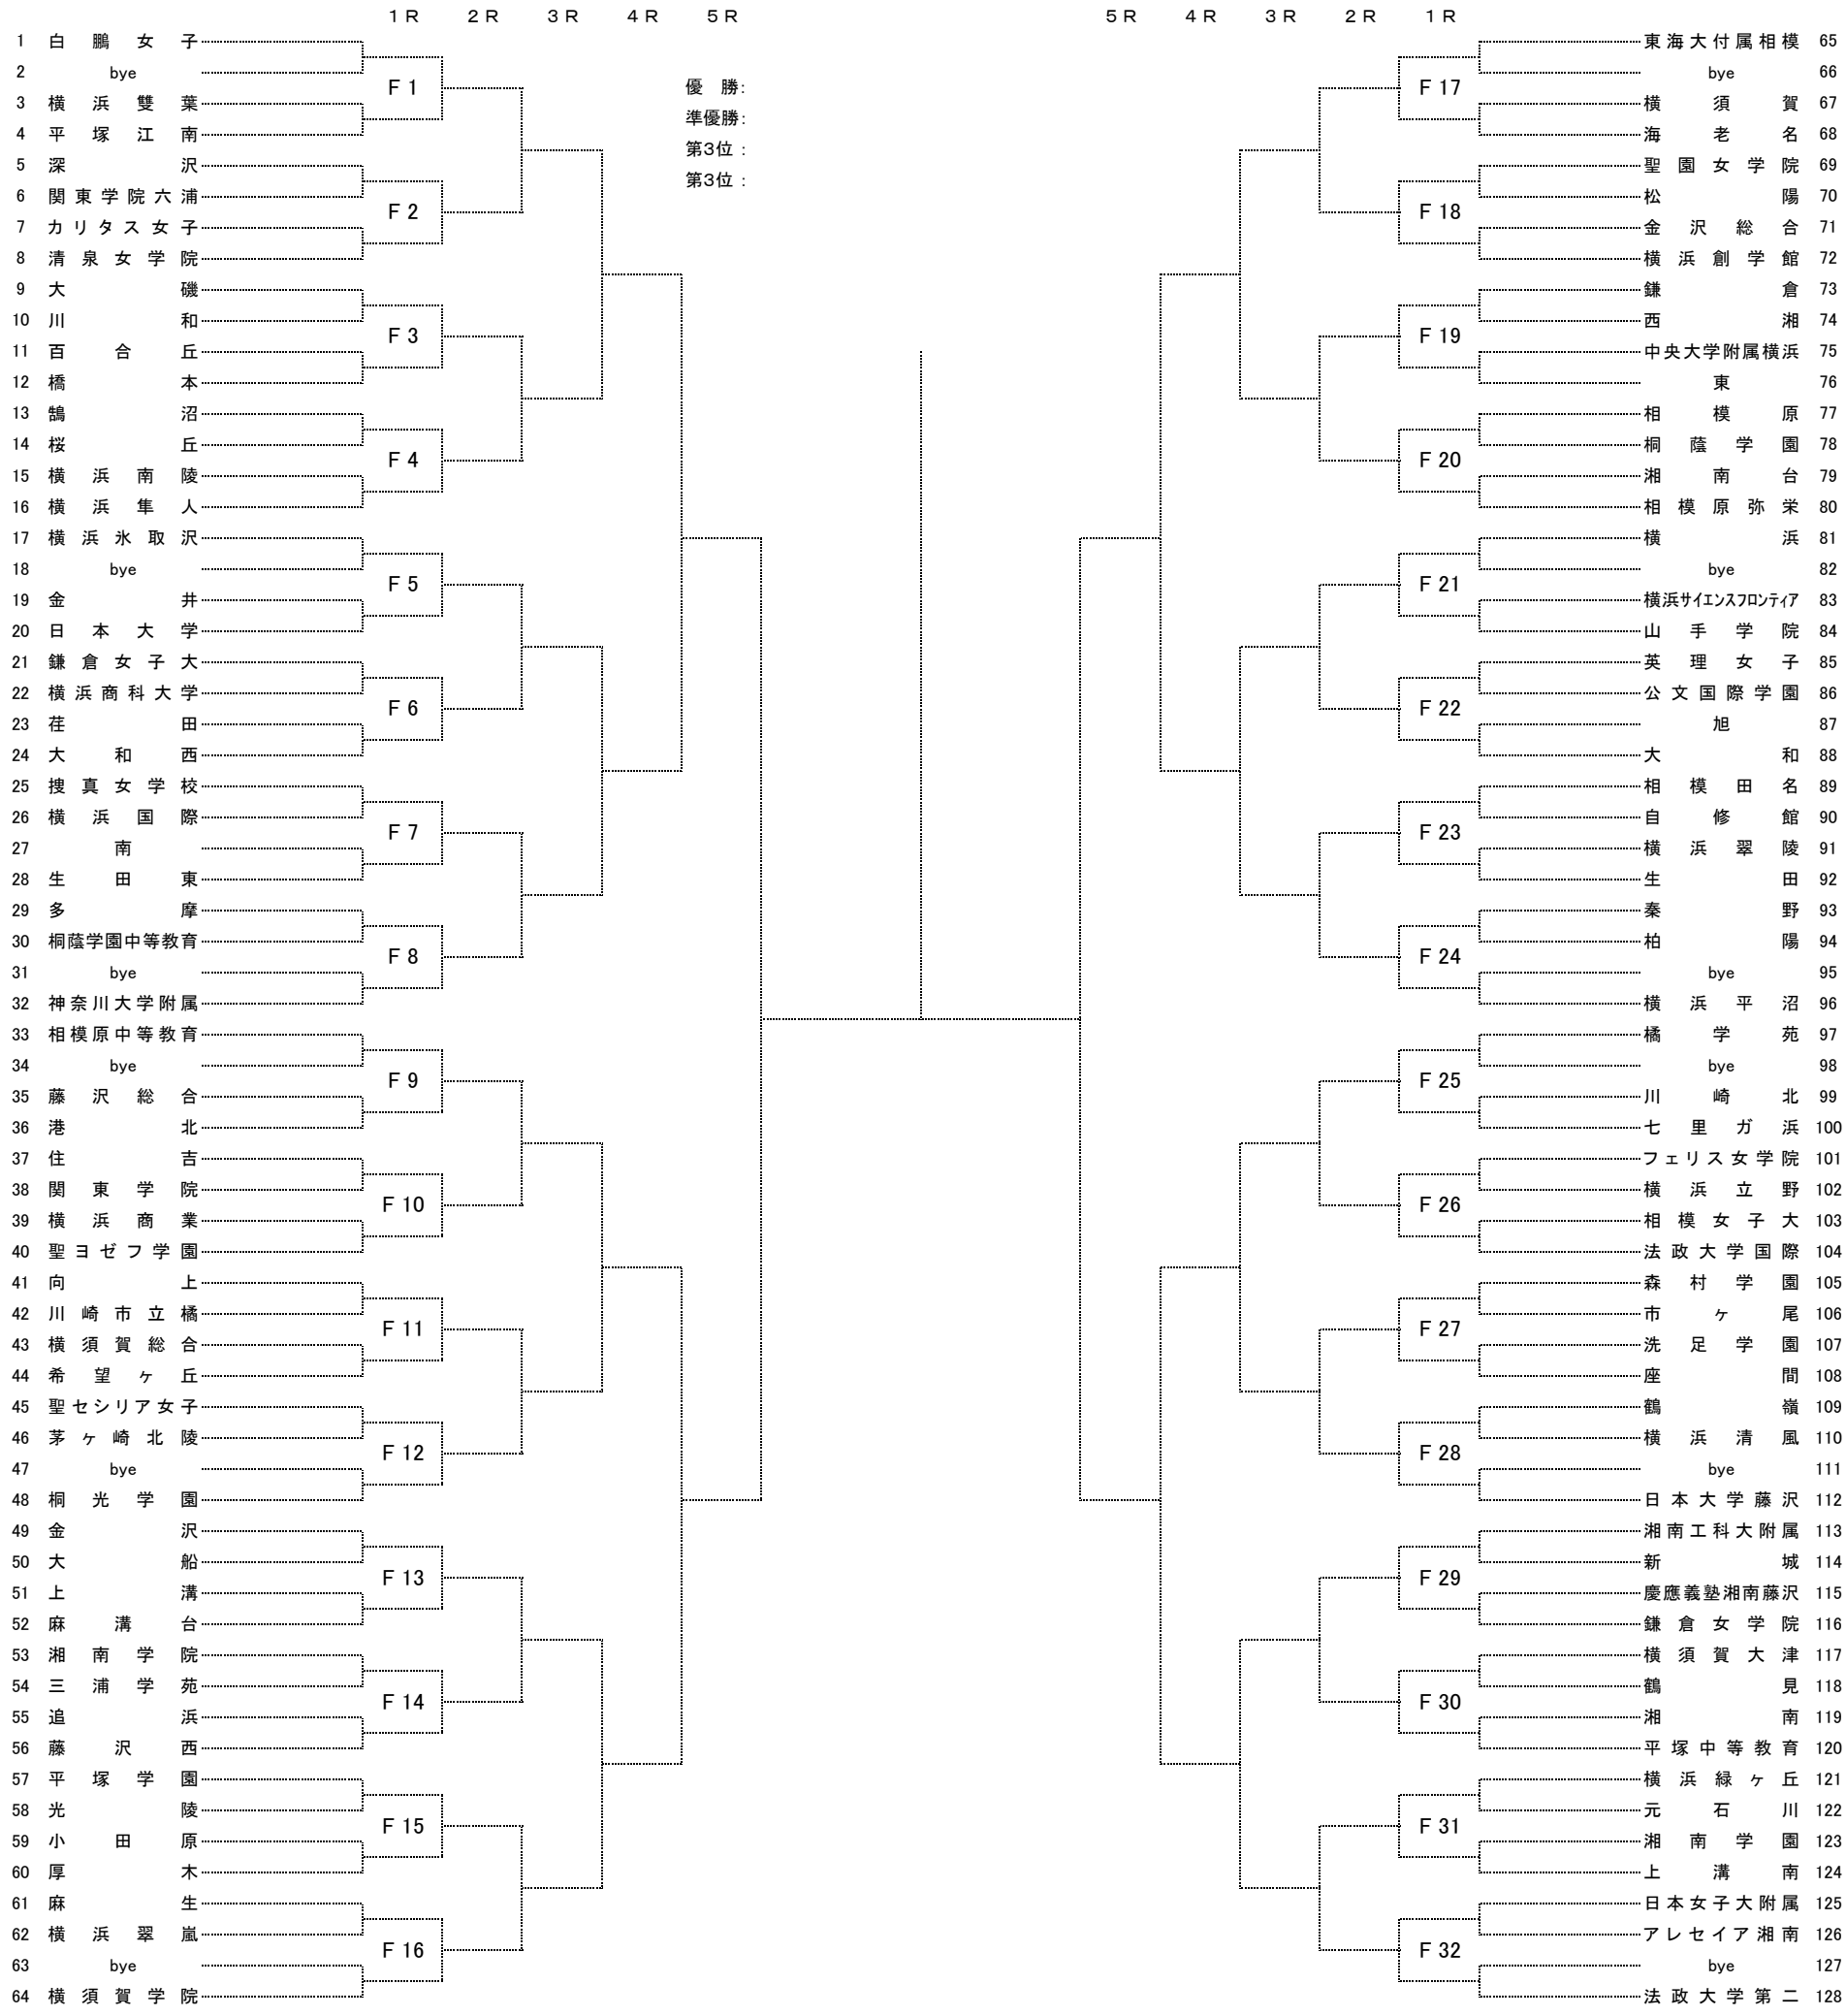 1R 2R 3R 4R 5R 5R 4R 3R 2R 1R
優 勝:
準優勝:
第3位:
第3位:
1 白鵬女子
2 bye
3 横浜雙葉
4 平塚江南
5 深沢
6 関東学院六浦
7 カリタス女子
8 清泉女学院
9 大磯
10 川和
11 百合丘
12 橋本
13 鵠沼
14 桜丘
15 横浜南陵
16 横浜隼人
17 横浜氷取沢
18 bye
19 金井
20 日本大学
21 鎌倉女子大
22 横浜商科大学
23 荏田
24 大和西
25 捜真女学校
26 横浜国際
27 南
28 生田東
29 多摩
30 桐蔭学園中等教育
31 bye
32 神奈川大学附属
33 相模原中等教育
34 bye
35 藤沢総合
36 港北
37 住吉
38 関東学院
39 横浜商業
40 聖ヨゼフ学園
41 向上
42 川崎市立橘
43 横須賀総合
44 希望ヶ丘
45 聖セシリア女子
46 茅ヶ崎北陵
47 bye
48 桐光学園
49 金沢
50 大船
51 上溝
52 麻溝台
53 湘南学院
54 三浦学苑
55 追浜
56 藤沢西
57 平塚学園
58 光陵
59 小田原
60 厚木
61 麻生
62 横浜翠嵐
63 bye
64 横須賀学院
F 1
F 2
F 3
F 4
F 5
F 6
F 7
F 8
F 9
F 10
F 11
F 12
F 13
F 14
F 15
F 16
F 17
F 18
F 19
F 20
F 21
F 22
F 23
F 24
F 25
F 26
F 27
F 28
F 29
F 30
F 31
F 32
東海大付属相模 65
bye 66
横須賀 67
海老名 68
聖園女学院 69
松陽 70
金沢総合 71
横浜創学館 72
鎌倉 73
西湘 74
中央大学附属横浜 75
東 76
相模原 77
桐蔭学園 78
湘南台 79
相模原弥栄 80
横浜 81
bye 82
横浜サイエンスフロンティア 83
山手学院 84
英理女子 85
公文国際学園 86
旭 87
大和 88
相模田名 89
自修館 90
横浜翠陵 91
生田 92
秦野 93
柏陽 94
bye 95
横浜平沼 96
橘学苑 97
bye 98
川崎北 99
七里ガ浜 100
フェリス女学院 101
横浜立野 102
相模女子大 103
法政大学国際 104
森村学園 105
市ヶ尾 106
洗足学園 107
座間 108
鶴嶺 109
横浜清風 110
bye 111
日本大学藤沢 112
湘南工科大附属 113
新城 114
慶應義塾湘南藤沢 115
鎌倉女学院 116
横須賀大津 117
鶴見 118
湘南 119
平塚中等教育 120
横浜緑ヶ丘 121
元石川 122
湘南学園 123
上溝南 124
日本女子大附属 125
アレセイア湘南 126
bye 127
法政大学第二 128